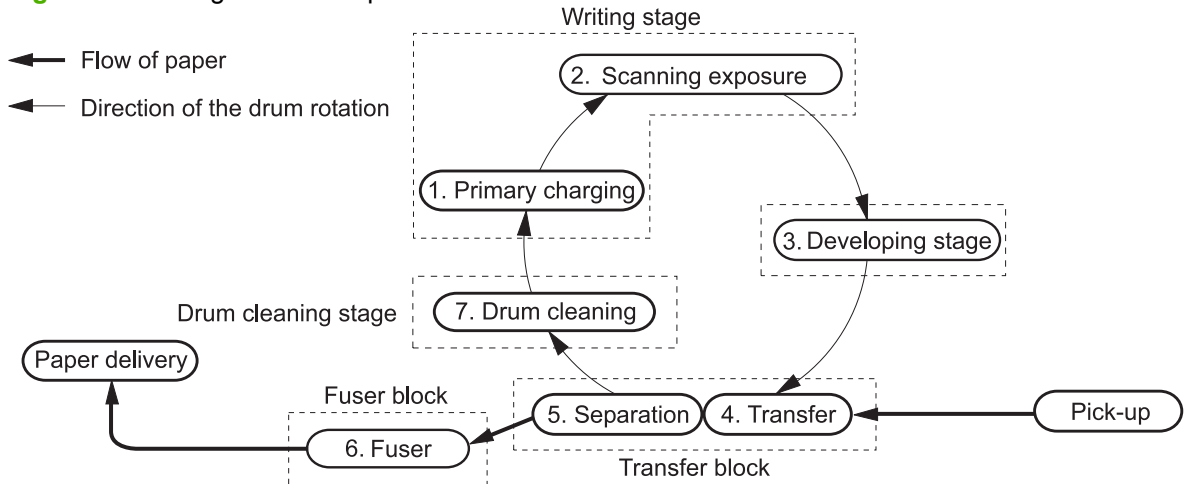 Writing stage
Flow of paper
2. Scanning exposure
Direction of the drum rotation
1. Primary charging
3. Developing stage
Drum cleaning stage
7. Drum cleaning
Paper delivery
Fuser block
5. Separation
4. Transfer
Pick-up
6. Fuser
Transfer block